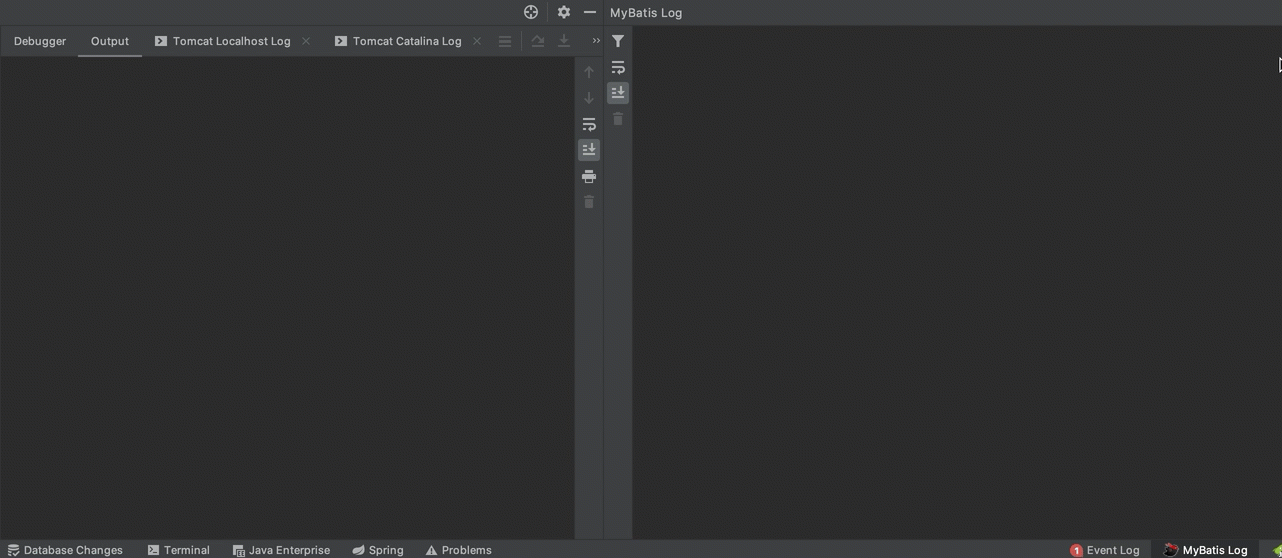 MyBatis Log
Debugger Output Tomcat Localhost Log Tomcat Catalina Log
Database Changes Terminal Java Enterprise Spring Problems 1 Event Log MyBatis Log